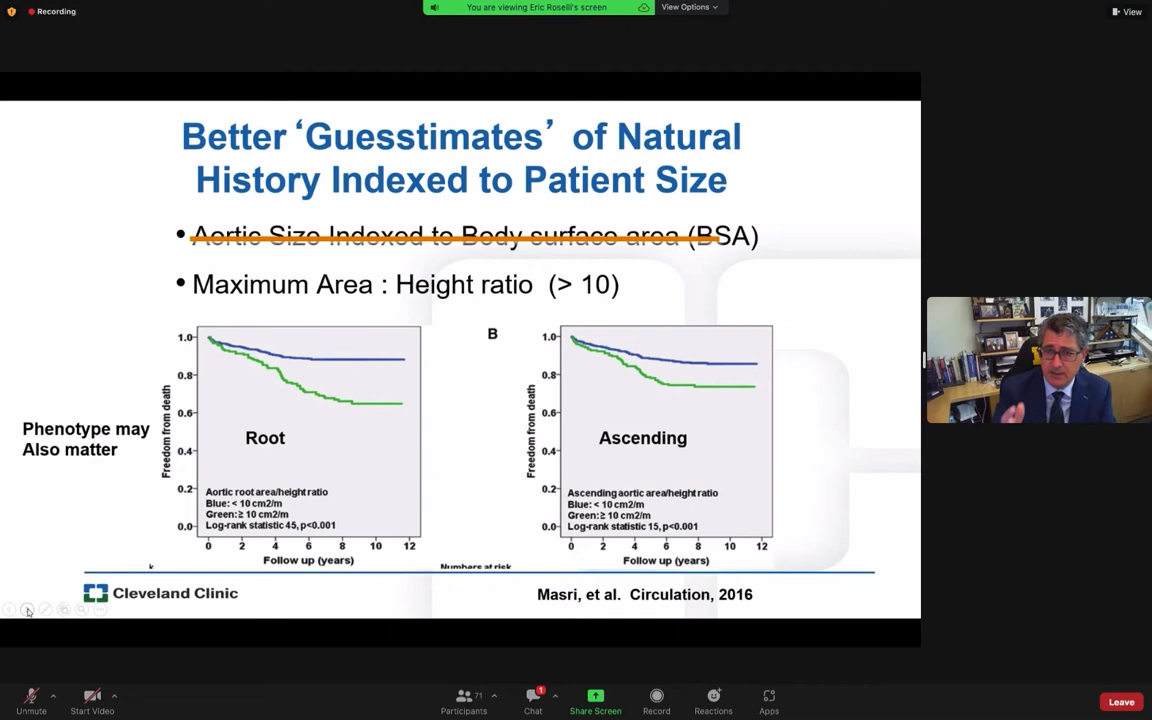 Recording
You are viewing Eric Roselli's screen
View Options
View
Better ‘Guesstimates’ of Natural
History Indexed to Patient Size
• Aortic Size Indexed to Body surface area (BSA)
• Maximum Area : Height ratio (> 10)
Phenotype may
Also matter
Freedom from death
1.0
0.8
0.6
0.4
0.2
0.0
Root
Aortic root area/height ratio
Blue: < 10 cm2/m
Green: ≥ 10 cm2/m
Log-rank statistic 45, p<0.001
0 2 4 6 8 10 12
Follow up (years)
B
Freedom from death
1.0
0.8
0.6
0.4
0.2
0.0
Ascending
Ascending aortic area/height ratio
Blue: < 10 cm2/m
Green: ≥ 10 cm2/m
Log-rank statistic 15, p<0.001
0 2 4 6 8 10 12
Follow up (years)
Numbers at risk
Cleveland Clinic
Masri, et al. Circulation, 2016
Unmute
Start Video
71
Participants
1
Chat
Share Screen
Record
Reactions
Apps
Leave